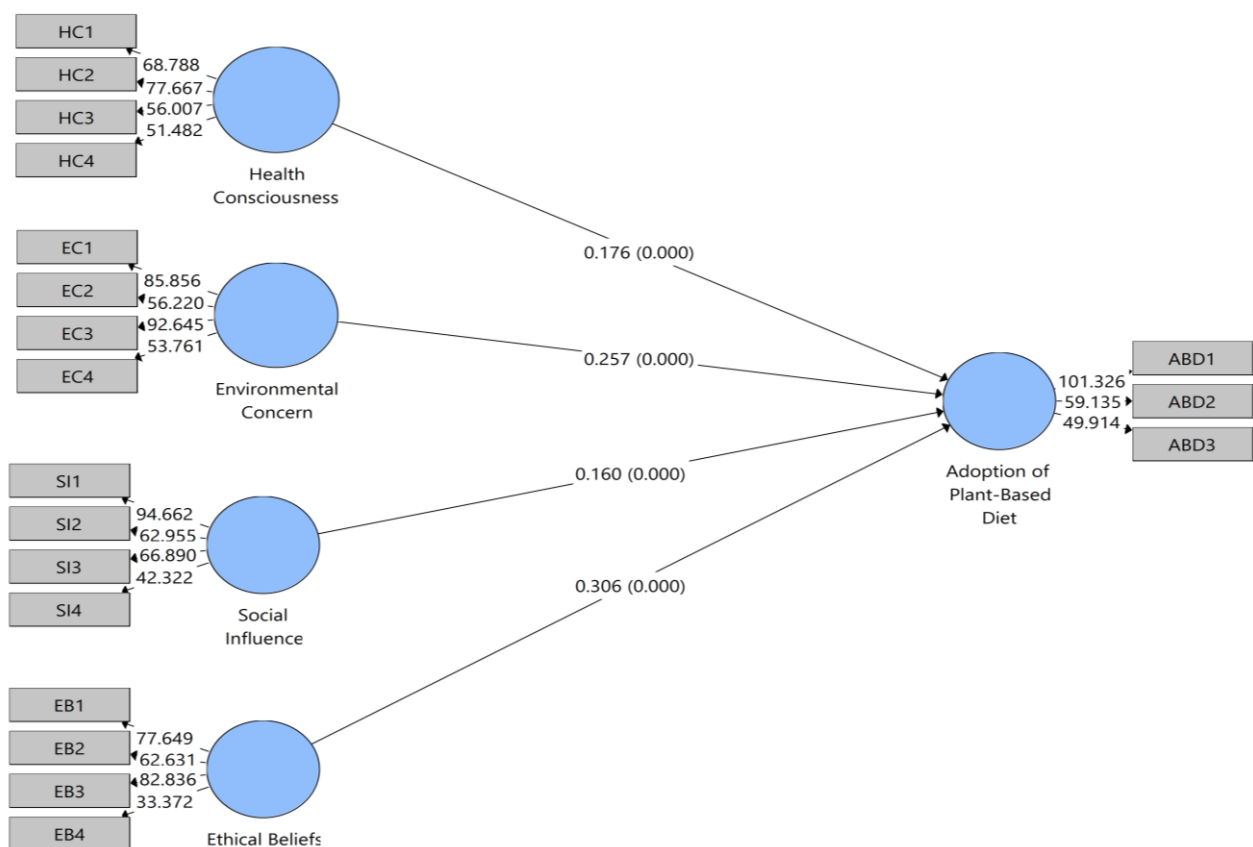 HC1
HC2
HC3
HC4
68.788
77.667
56.007
51.482
Health
Consciousness
0.176 (0.000)
EC1
EC2
EC3
EC4
85.856
56.220
92.645
53.761
Environmental
Concern
0.257 (0.000)
ABD1
ABD2
ABD3
101.326
59.135
49.914
Adoption of
Plant-Based
Diet
SI1
SI2
SI3
SI4
94.662
62.955
66.890
42.322
Social
Influence
0.160 (0.000)
0.306 (0.000)
EB1
EB2
EB3
EB4
77.649
62.631
82.836
33.372
Ethical Beliefs